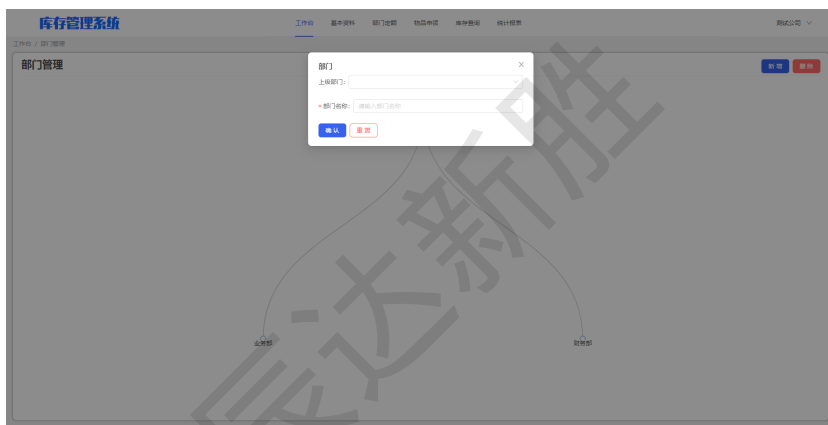 库存管理系统
工作台 基本资料 部门定额 物品申领 库存查询 统计报表
测试公司
工作台 / 部门管理
部门管理
新 增 删 除
部门
上级部门：
* 部门名称： 请输入部门名称
确 认 重 置
业务部 财务部
辰达新胜